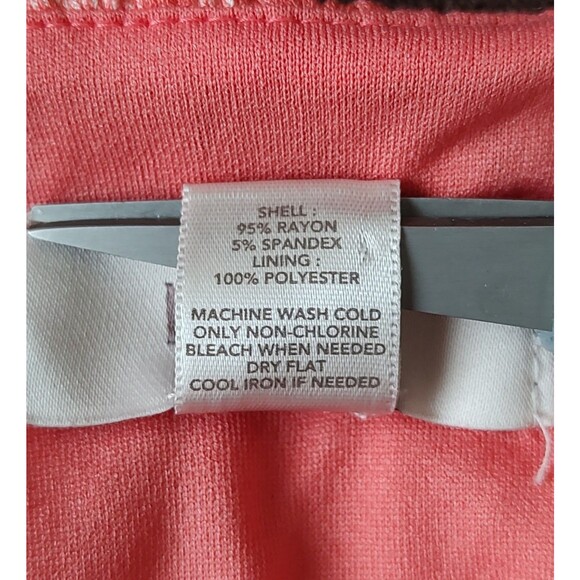 SHELL :
95% RAYON
5% SPANDEX
LINING :
100% POLYESTER
MACHINE WASH COLD
ONLY NON-CHLORINE
BLEACH WHEN NEEDED
DRY FLAT
COOL IRON IF NEEDED